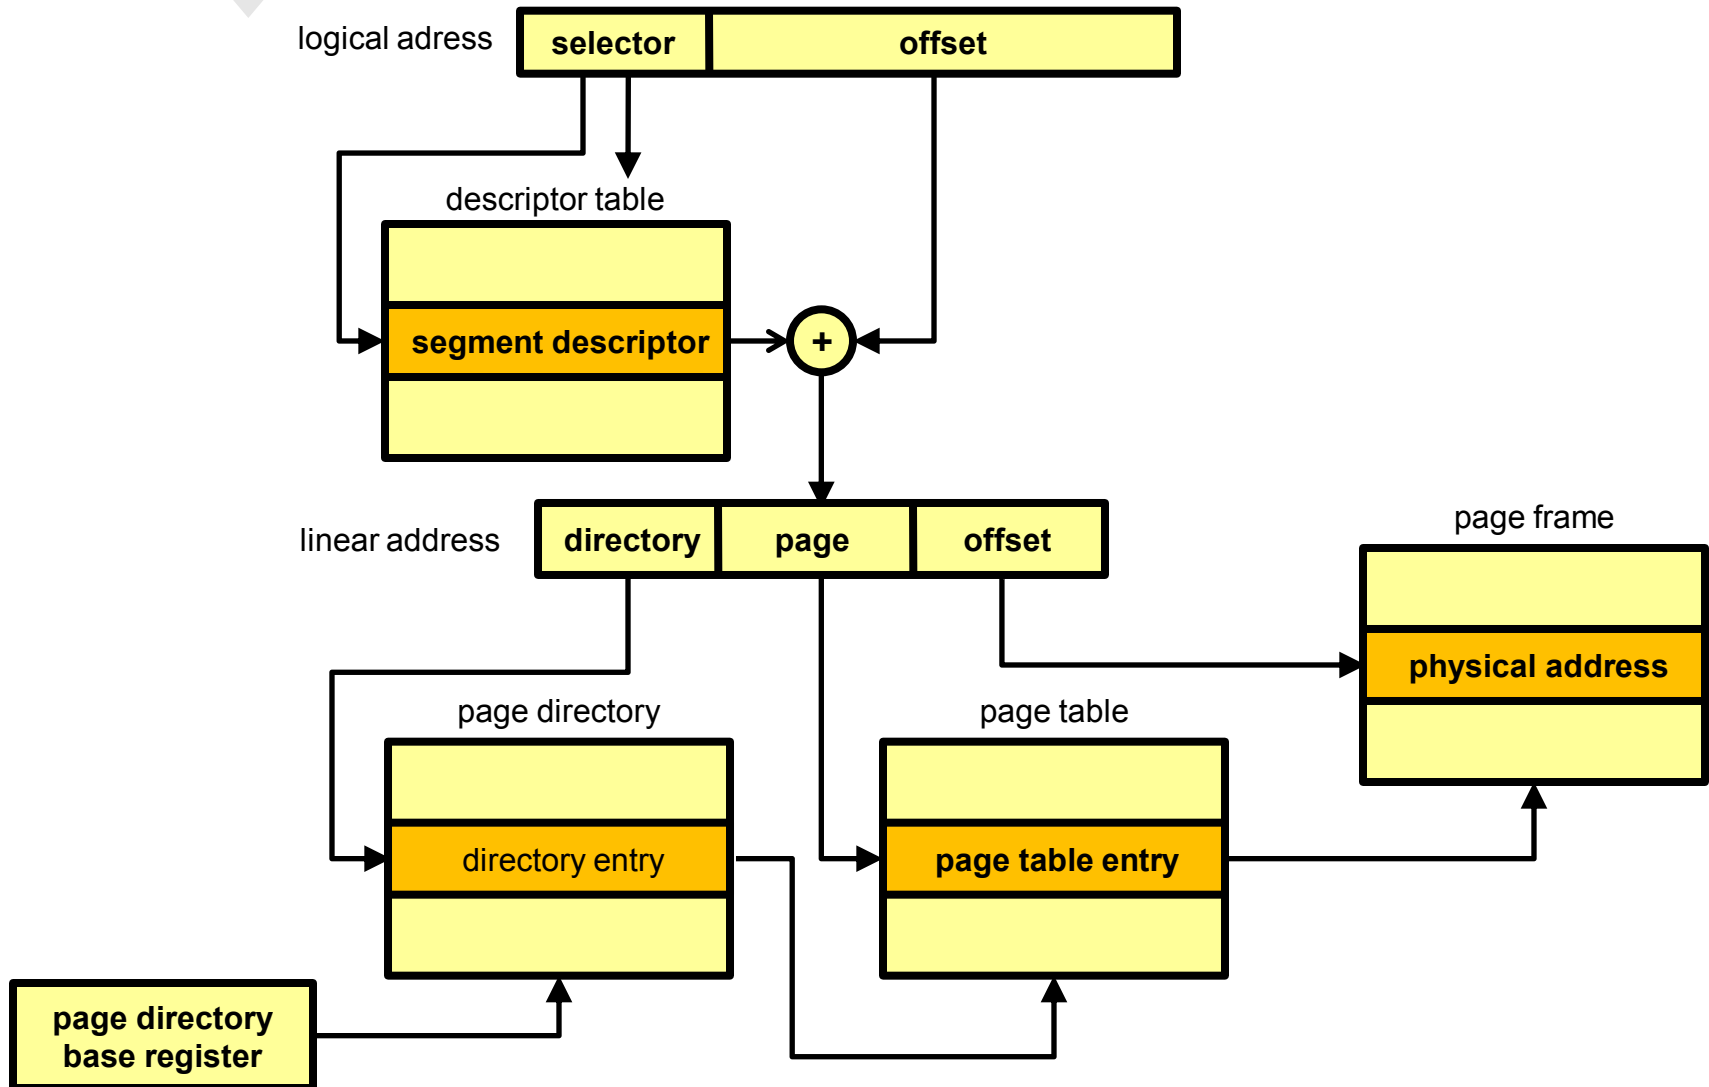 logical adress
selector
offset
descriptor table
segment descriptor
+
linear address
directory
page
offset
page frame
physical address
page directory
page table
directory entry
page table entry
page directory
base register